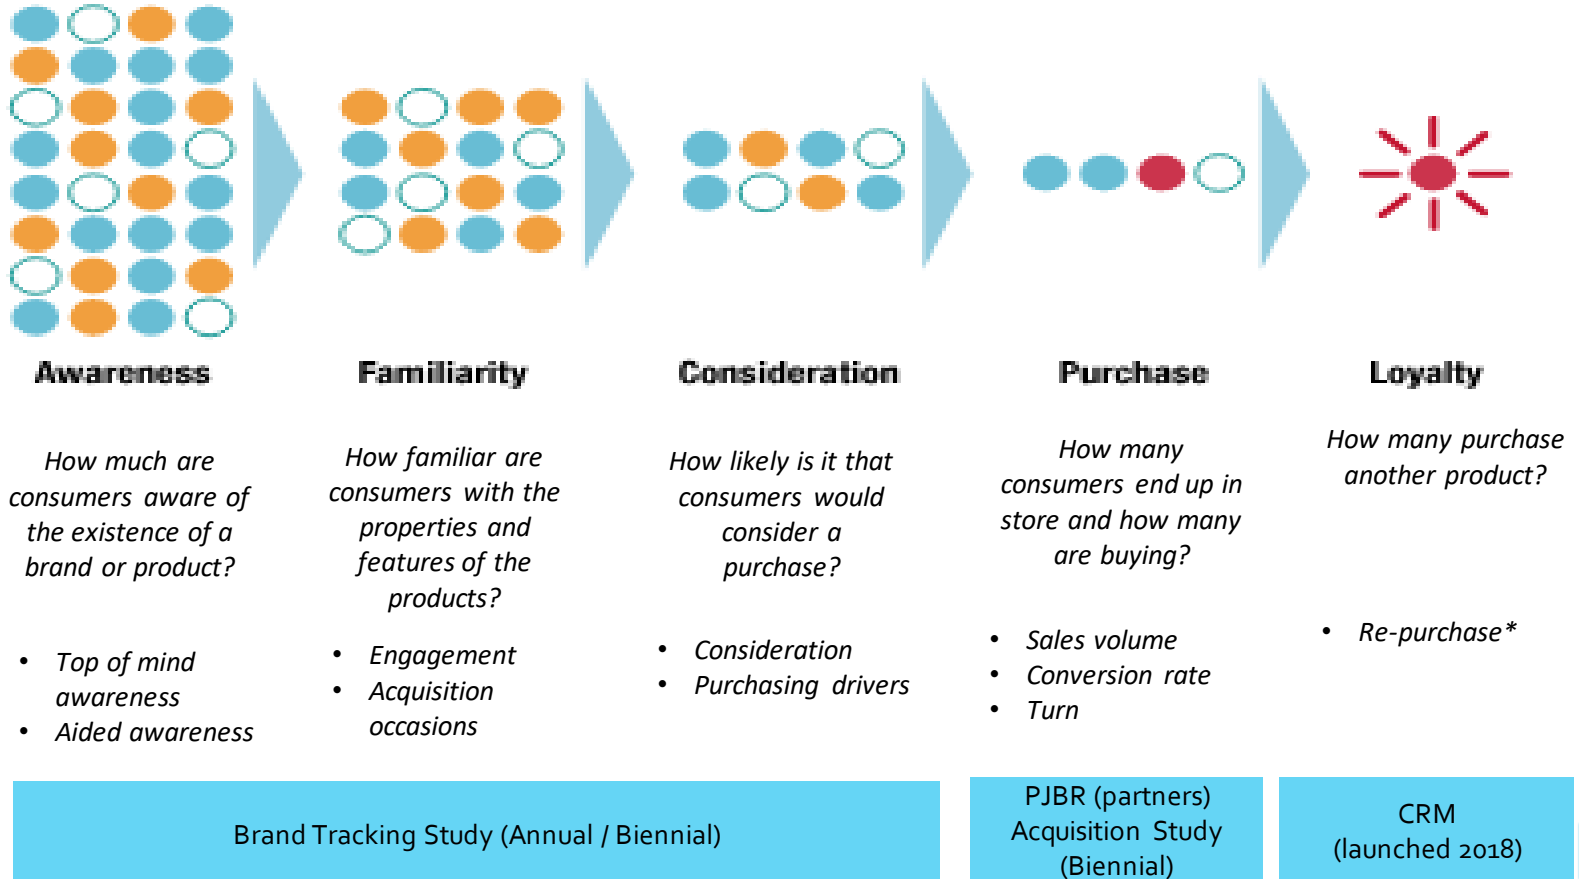 Awareness
Familiarity
Consideration
Purchase
Loyalty
How much are
consumers aware of
the existence of a
brand or product?
How familiar are
consumers with the
properties and
features of the
products?
How likely is it that
consumers would
consider a
purchase?
How many
consumers end up in
store and how many
are buying?
How many purchase
another product?
• Top of mind
awareness
• Aided awareness
• Engagement
• Acquisition
occasions
• Consideration
• Purchasing drivers
• Sales volume
• Conversion rate
• Turn
• Re-purchase*
Brand Tracking Study (Annual / Biennial)
PJBR (partners)
Acquisition Study
(Biennial)
CRM
(launched 2018)